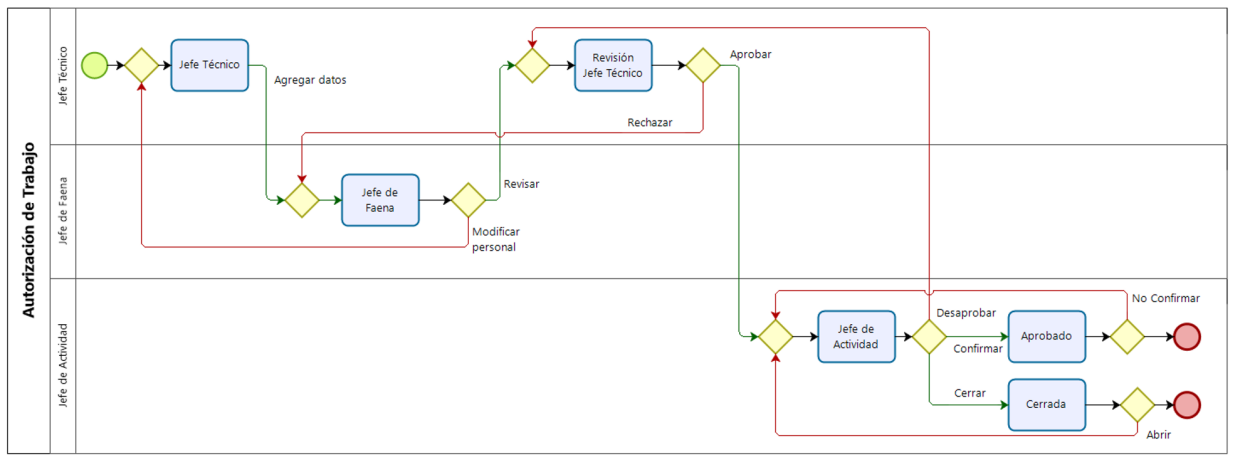 Autorización de Trabajo
Jefe Técnico
Jefe Técnico
Agregar datos
Revisión
Jefe Técnico
Aprobar
Rechazar
Jefe de Faena
Jefe de
Faena
Revisar
Modificar
personal
Jefe de Actividad
Jefe de
Actividad
Desaprobar
Confirmar
Aprobado
No Confirmar
Cerrar
Cerrada
Abrir